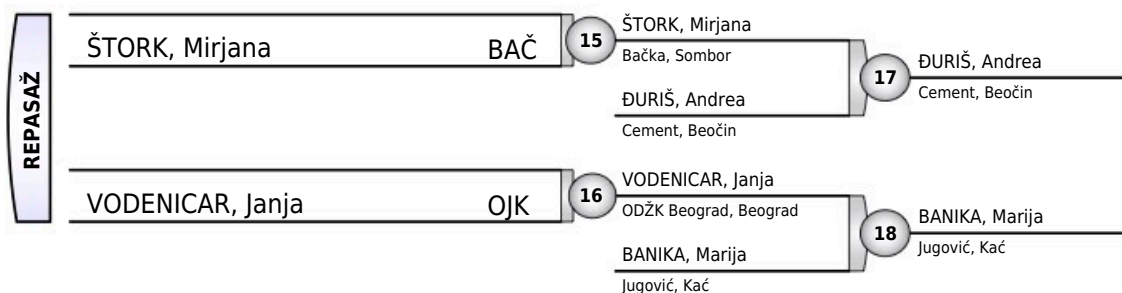 REPASAŽ
ŠTORK, Mirjana BAČ
15
ŠTORK, Mirjana
Bačka, Sombor
ĐURIŠ, Andrea
Cement, Beočin
17
ĐURIŠ, Andrea
Cement, Beočin
VODENICAR, Janja OJK
16
VODENICAR, Janja
ODŽK Beograd, Beograd
BANIKA, Marija
Jugović, Kać
18
BANIKA, Marija
Jugović, Kać